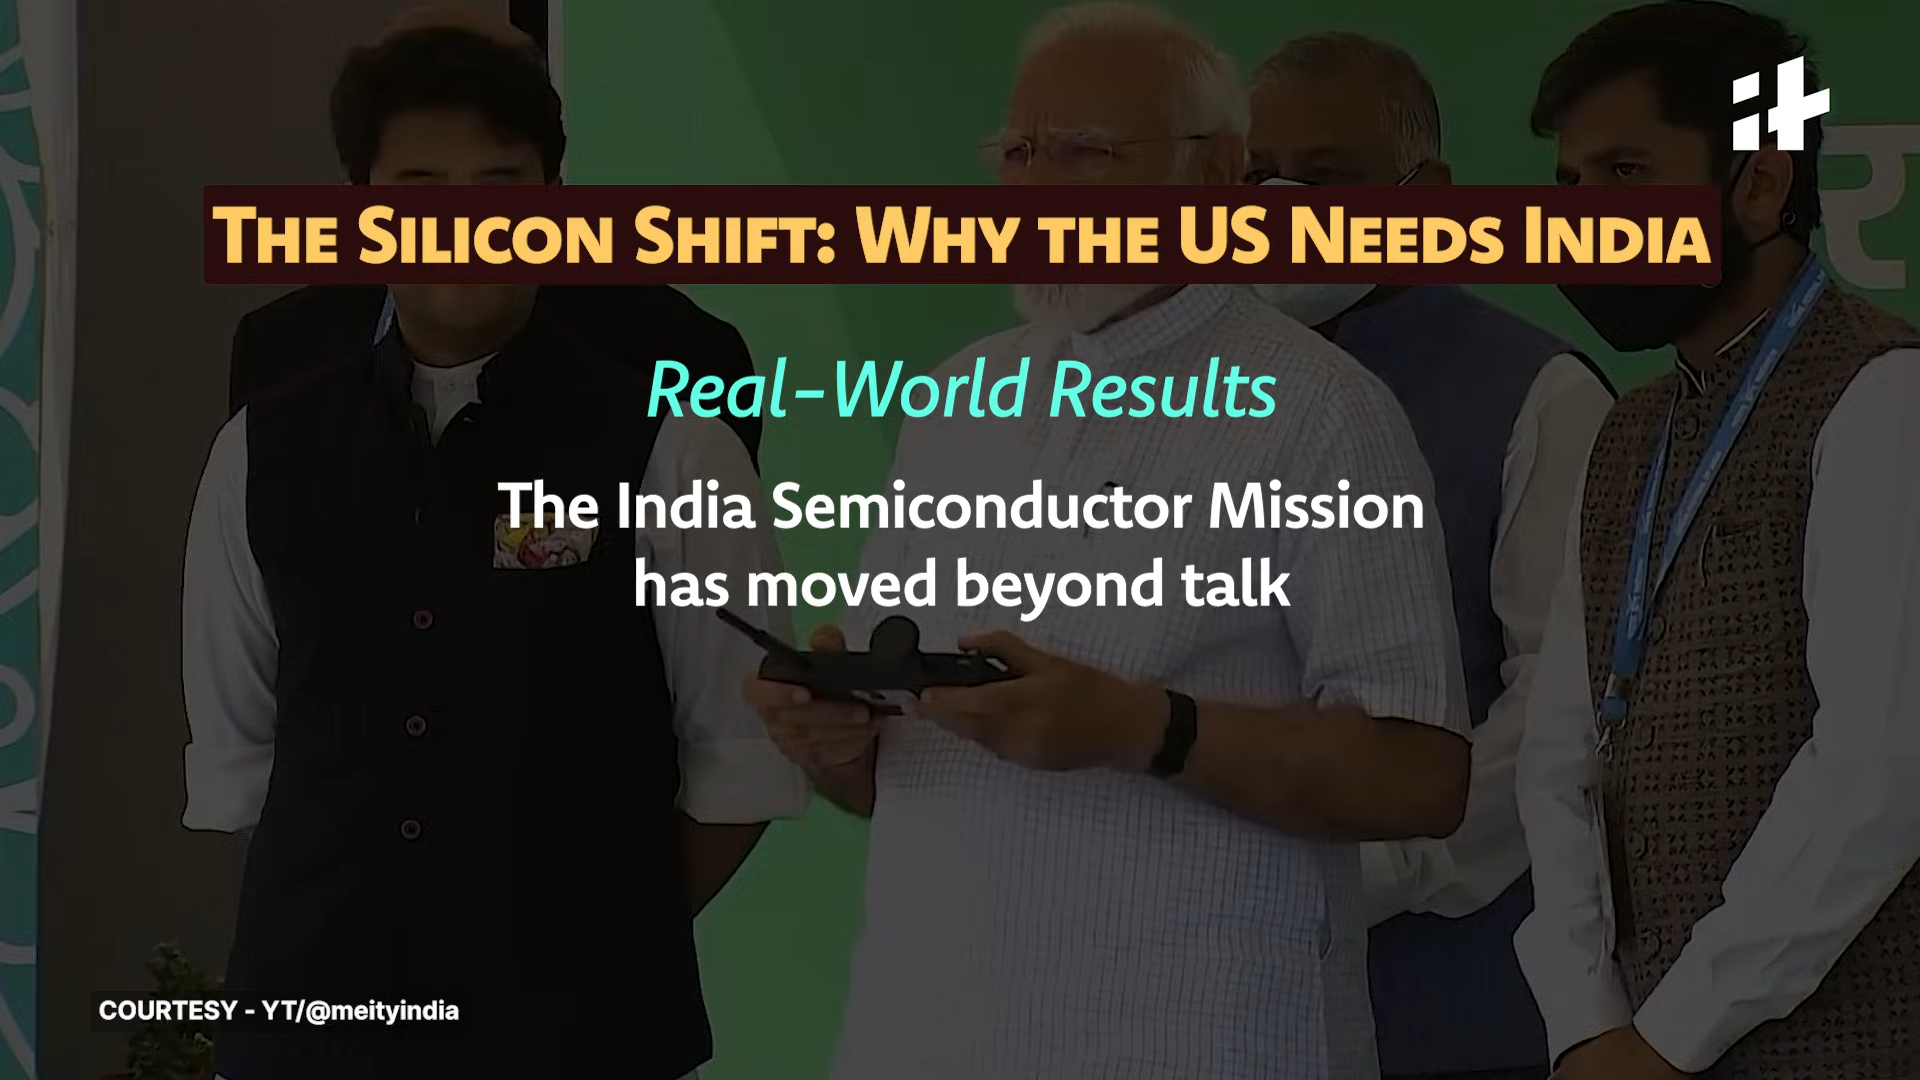 THE SILICON SHIFT: WHY THE US NEEDS INDIA
Real-World Results
The India Semiconductor Mission
has moved beyond talk
र
COURTESY - YT/@meityindia